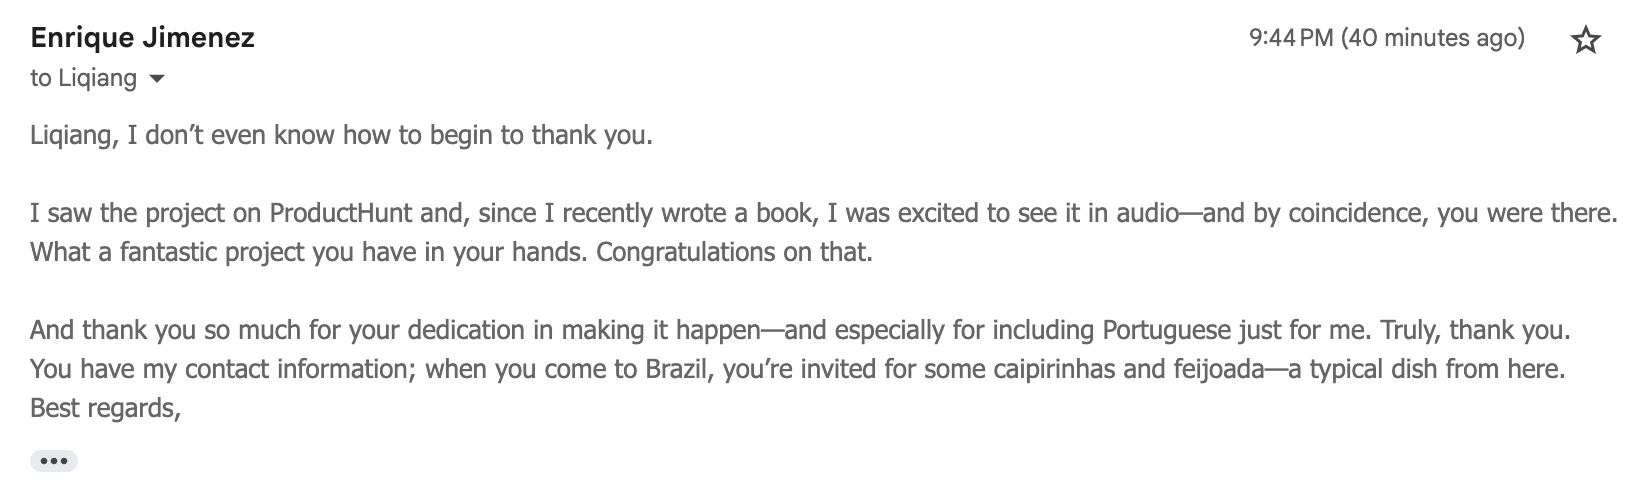 Enrique Jimenez
9:44 PM (40 minutes ago)
to Liqiang
Liqiang, I don’t even know how to begin to thank you.
I saw the project on ProductHunt and, since I recently wrote a book, I was excited to see it in audio—and by coincidence, you were there.
What a fantastic project you have in your hands. Congratulations on that.
And thank you so much for your dedication in making it happen—and especially for including Portuguese just for me. Truly, thank you.
You have my contact information; when you come to Brazil, you’re invited for some caipirinhas and feijoada—a typical dish from here.
Best regards,